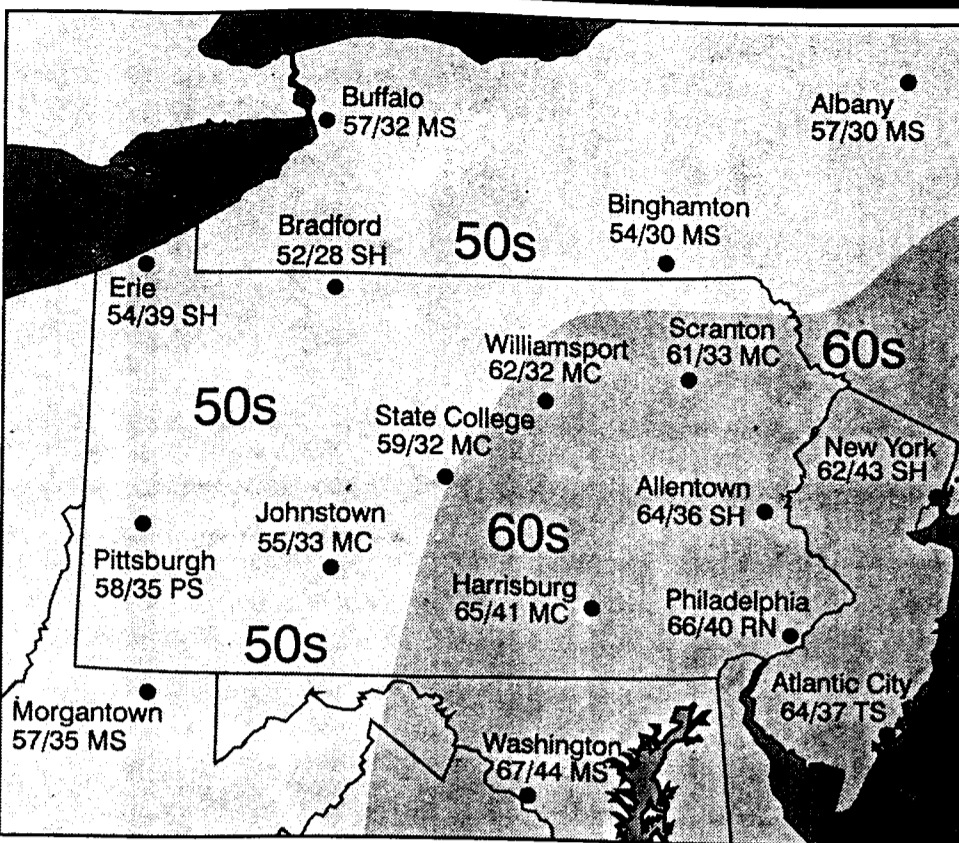 Buffalo
57/32 MS
Albany
57/30 MS
Bradford
52/28 SH
50s
Binghamton
54/30 MS
Erie
54/39 SH
Williamsport
62/32 MC
Scranton
61/33 MC
60s
50s
State College
59/32 MC
New York
62/43 SH
Allentown
64/36 SH
Johnstown
55/33 MC
60s
Pittsburgh
58/35 PS
Harrisburg
65/41 MC
Philadelphia
66/40 RN
50s
Atlantic City
64/37 TS
Morgantown
57/35 MS
Washington
67/44 MS